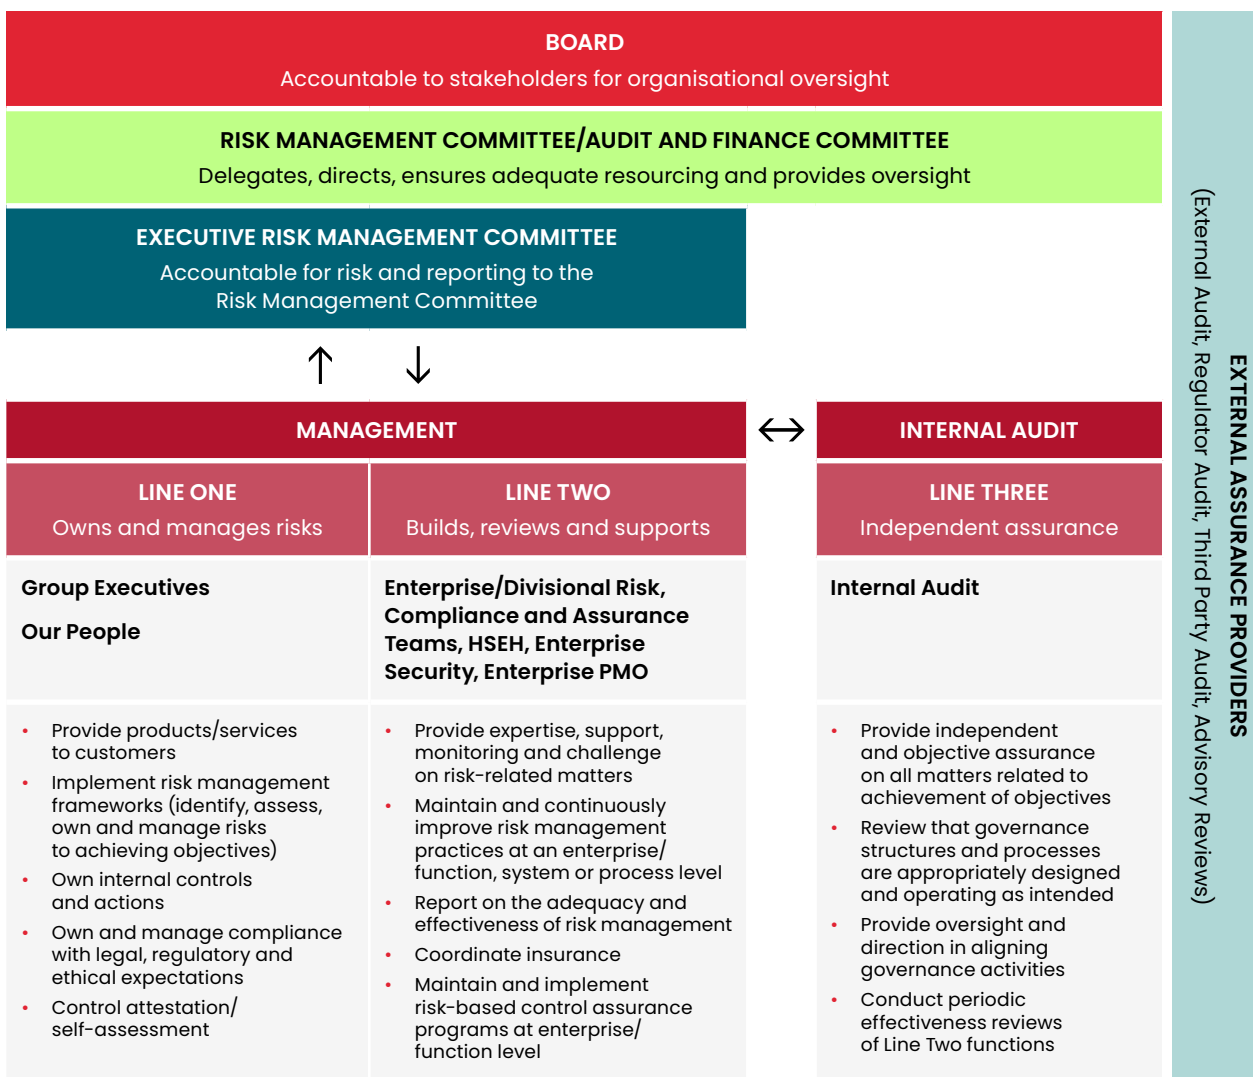 BOARD
Accountable to stakeholders for organisational oversight
RISK MANAGEMENT COMMITTEE/AUDIT AND FINANCE COMMITTEE
Delegates, directs, ensures adequate resourcing and provides oversight
EXECUTIVE RISK MANAGEMENT COMMITTEE
Accountable for risk and reporting to the
Risk Management Committee
MANAGEMENT
LINE ONE
Owns and manages risks
Group Executives
Our People
• Provide products/services
to customers
• Implement risk management
frameworks (identify, assess,
own and manage risks
to achieving objectives)
• Own internal controls
and actions
• Own and manage compliance
with legal, regulatory and
ethical expectations
• Control attestation/
self-assessment
LINE TWO
Builds, reviews and supports
Enterprise/Divisional Risk,
Compliance and Assurance
Teams, HSEH, Enterprise
Security, Enterprise PMO
• Provide expertise, support,
monitoring and challenge
on risk-related matters
• Maintain and continuously
improve risk management
practices at an enterprise/
function, system or process level
• Report on the adequacy and
effectiveness of risk management
• Coordinate insurance
• Maintain and implement
risk-based control assurance
programs at enterprise/
function level
INTERNAL AUDIT
LINE THREE
Independent assurance
Internal Audit
• Provide independent
and objective assurance
on all matters related to
achievement of objectives
• Review that governance
structures and processes
are appropriately designed
and operating as intended
• Provide oversight and
direction in aligning
governance activities
• Conduct periodic
effectiveness reviews
of Line Two functions
EXTERNAL ASSURANCE PROVIDERS
(External Audit, Regulator Audit, Third Party Audit, Advisory Reviews)